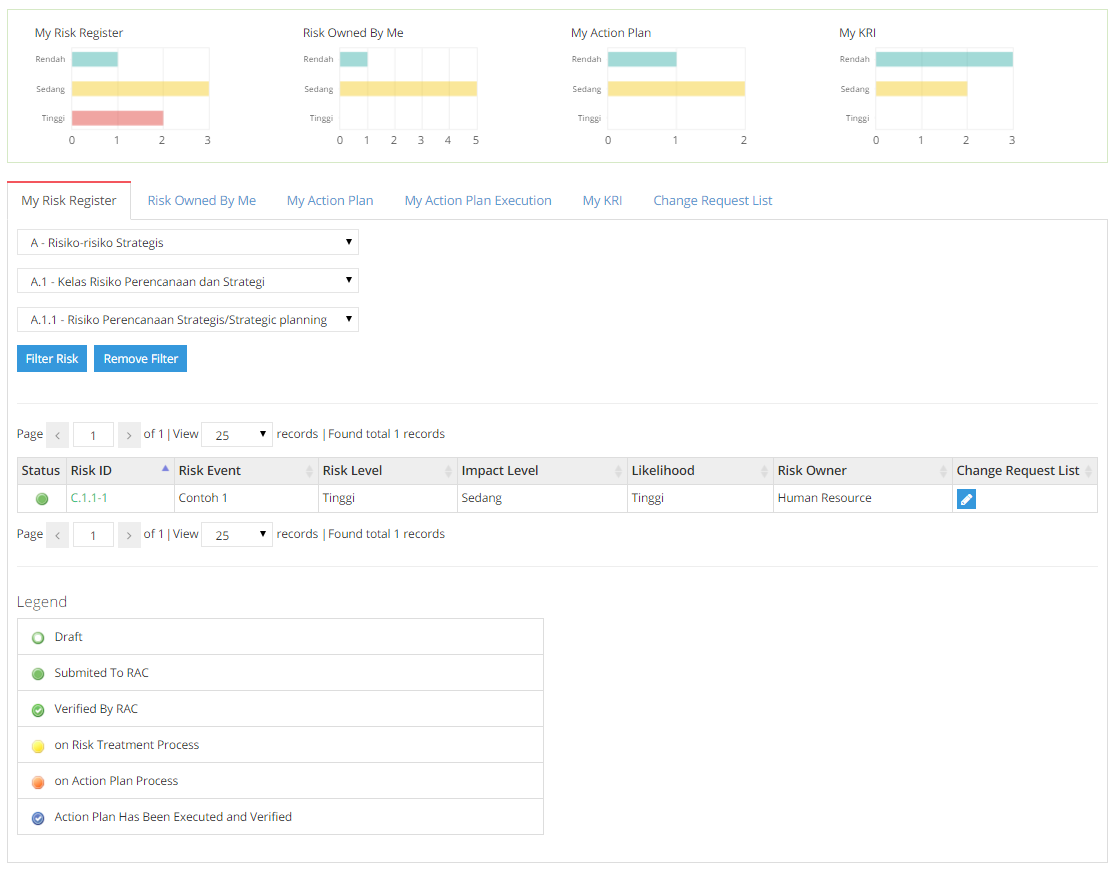 My Risk Register Risk Owned By Me My Action Plan My KRI
Rendah Rendah Rendah Rendah
Sedang Sedang Sedang Sedang
Tinggi Tinggi Tinggi Tinggi
0 1 2 3 0 1 2 3 4 5 0 1 2 0 1 2 3
My Risk Register Risk Owned By Me My Action Plan My Action Plan Execution My KRI Change Request List
A - Risiko-risiko Strategis
A.1 - Kelas Risiko Perencanaan dan Strategi
A.1.1 - Risiko Perencanaan Strategis/Strategic planning
Filter Risk Remove Filter
Page < 1 > of 1 | View 25 records | Found total 1 records
Status Risk ID Risk Event Risk Level Impact Level Likelihood Risk Owner Change Request List
C.1.1-1 Contoh 1 Tinggi Sedang Tinggi Human Resource
Page < 1 > of 1 | View 25 records | Found total 1 records
Legend
Draft
Submited To RAC
Verified By RAC
on Risk Treatment Process
on Action Plan Process
Action Plan Has Been Executed and Verified